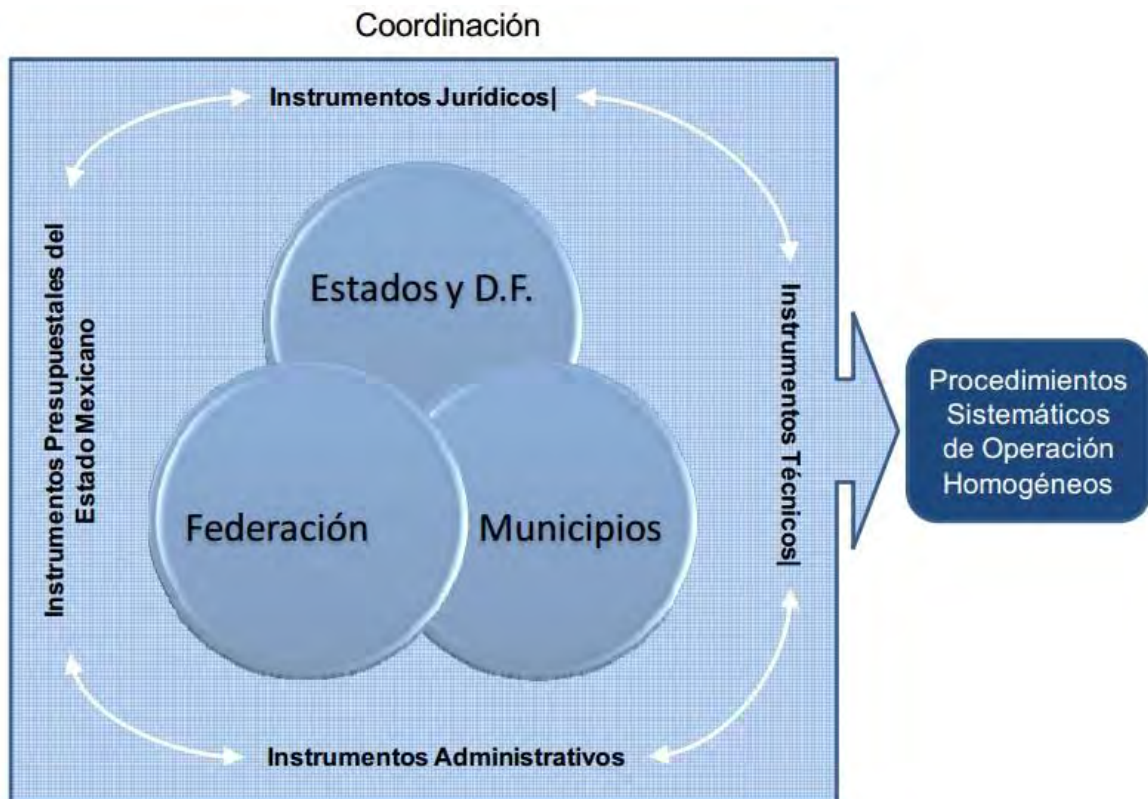 Coordinación
Instrumentos Jurídicos|
Instrumentos Presupuestales del
Estado Mexicano
Estados y D.F.
Federación
Municipios
Instrumentos Técnicos|
Procedimientos
Sistemáticos
de Operación
Homogéneos
Instrumentos Administrativos